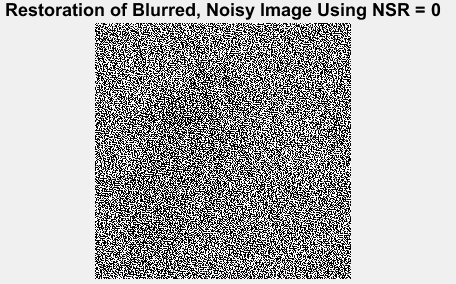 Restoration of Blurred, Noisy Image Using NSR = 0